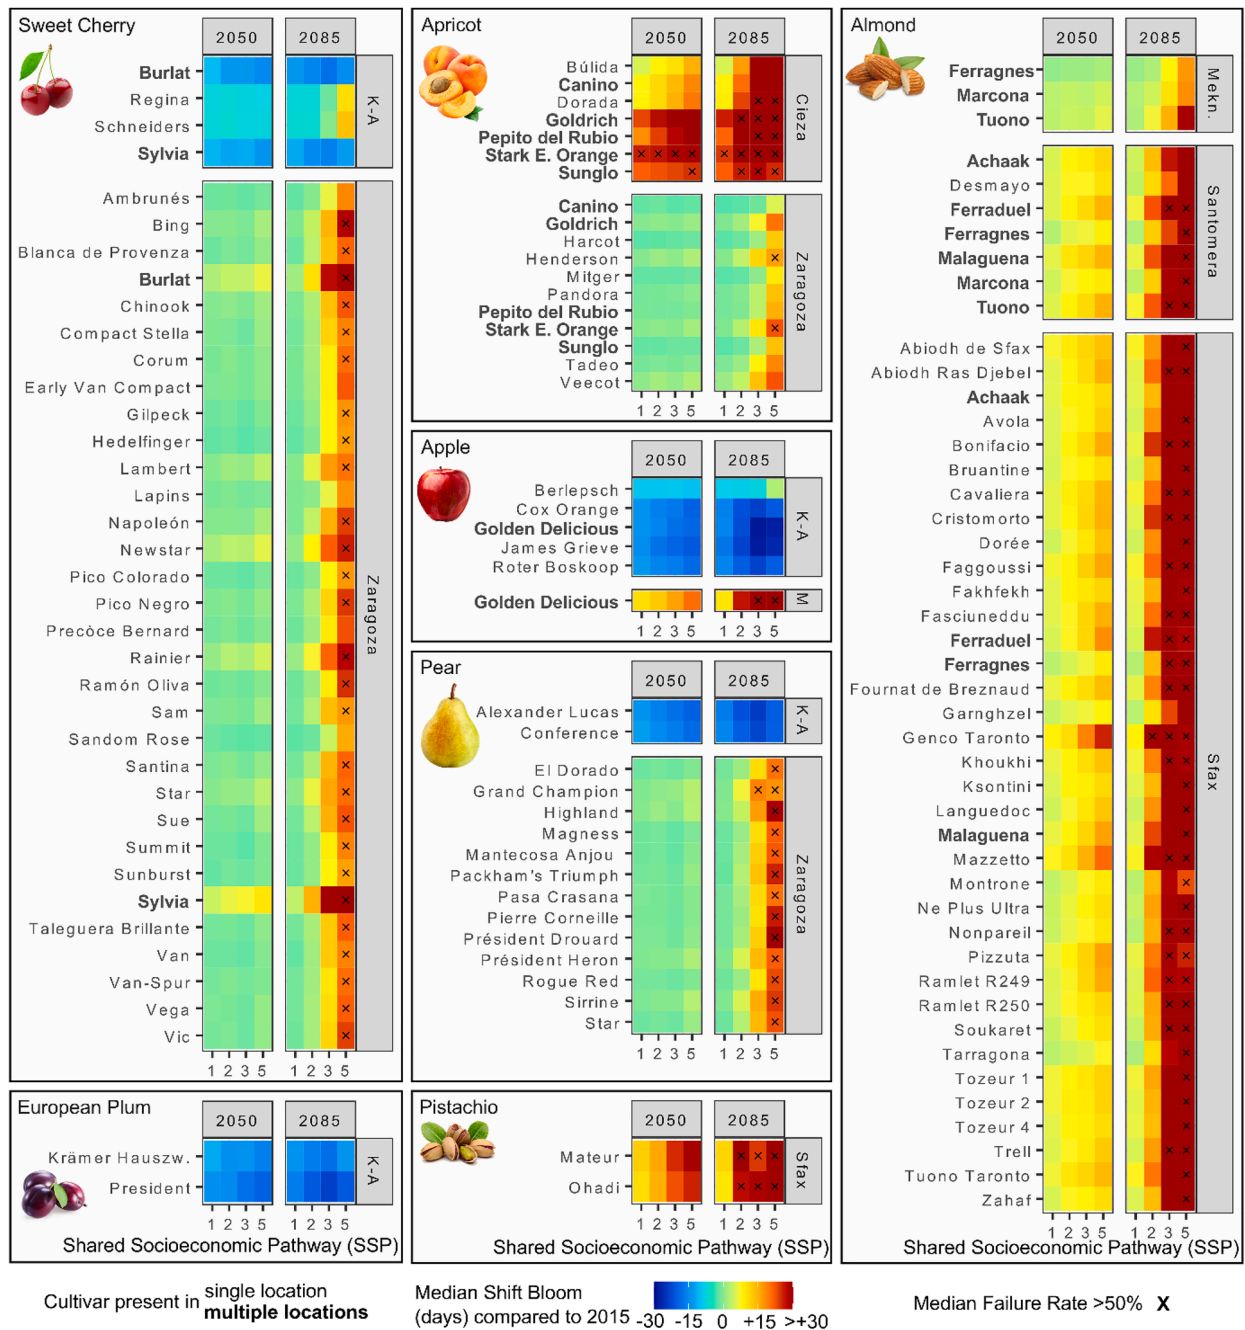 Sweet Cherry
2050 2085
Burlat
Regina
Schneiders
Sylvia
K-A
Ambrunés
Bing ×
Blanca de Provenza ×
Burlat ×
Chinook ×
Compact Stella
Corum ×
Early Van Compact
Gilpeck ×
Hedelfinger ×
Lambert ×
Lapins
Napoleón ×
Newstar ×
Pico Colorado ×
Pico Negro ×
Precòce Bernard
Rainier ×
Ramón Oliva ×
Sam
Sandom Rose
Santina ×
Star ×
Sue ×
Summit ×
Sunburst ×
Sylvia ×
Taleguera Brillante ×
Van ×
Van-Spur ×
Vega ×
Vic ×
Zaragoza
1 2 3 5 1 2 3 5
European Plum
2050 2085
Krämer Hauszw.
President
K-A
1 2 3 5 1 2 3 5
Shared Socioeconomic Pathway (SSP)
Apricot
2050 2085
Búlida
Canino
Dorada × ×
Goldrich × × ×
Pepito del Rubio × ×
Stark E. Orange × × × × × × × ×
Sunglo × × × ×
Cieza
Canino
Goldrich
Harcot
Henderson ×
Mitger
Pandora
Pepito del Rubio
Stark E. Orange ×
Sunglo
Tadeo
Veecot
Zaragoza
1 2 3 5 1 2 3 5
Apple
2050 2085
Berlepsch
Cox Orange
Golden Delicious
James Grieve
Roter Boskoop
K-A
Golden Delicious × ×
M
1 2 3 5 1 2 3 5
Pear
2050 2085
Alexander Lucas
Conference
K-A
El Dorado ×
Grand Champion × ×
Highland ×
Magness ×
Mantecosa Anjou ×
Packham's Triumph ×
Pasa Crasana ×
Pierre Corneille ×
Président Drouard ×
Président Heron ×
Rogue Red ×
Sirrine ×
Star ×
Zaragoza
1 2 3 5 1 2 3 5
Pistachio
2050 2085
Mateur × × ×
Ohadi × × ×
Sfax
1 2 3 5 1 2 3 5
Shared Socioeconomic Pathway (SSP)
Almond
2050 2085
Ferragnes
Marcona
Tuono
Mekn.
Achaak
Desmayo
Ferraduel × ×
Ferragnes ×
Malaguena × ×
Marcona ×
Tuono × ×
Santomera
Abiodh de Sfax ×
Abiodh Ras Djebel × ×
Achaak
Avola ×
Bonifacio × ×
Bruantine ×
Cavaliera × ×
Cristomorto × ×
Dorée ×
Faggoussi × ×
Fakhfekh ×
Fasciuneddu × ×
Ferraduel × ×
Ferragnes × ×
Fournat de Breznaud × ×
Garnghzel
Genco Taronto × × ×
Khoukhi × ×
Ksontini ×
Languedoc ×
Malaguena ×
Mazzetto × ×
Montrone ×
Ne Plus Ultra ×
Nonpareil × ×
Pizzuta × ×
Ramlet R249 × ×
Ramlet R250 × ×
Soukaret × ×
Tarragona ×
Tozeur 1 ×
Tozeur 2 ×
Tozeur 4 ×
Trell × ×
Tuono Taronto ×
Zahaf ×
Sfax
1 2 3 5 1 2 3 5
Shared Socioeconomic Pathway (SSP)
Cultivar present in single location
multiple locations
Median Shift Bloom
(days) compared to 2015 -30 -15 0 +15 >+30
Median Failure Rate >50% X